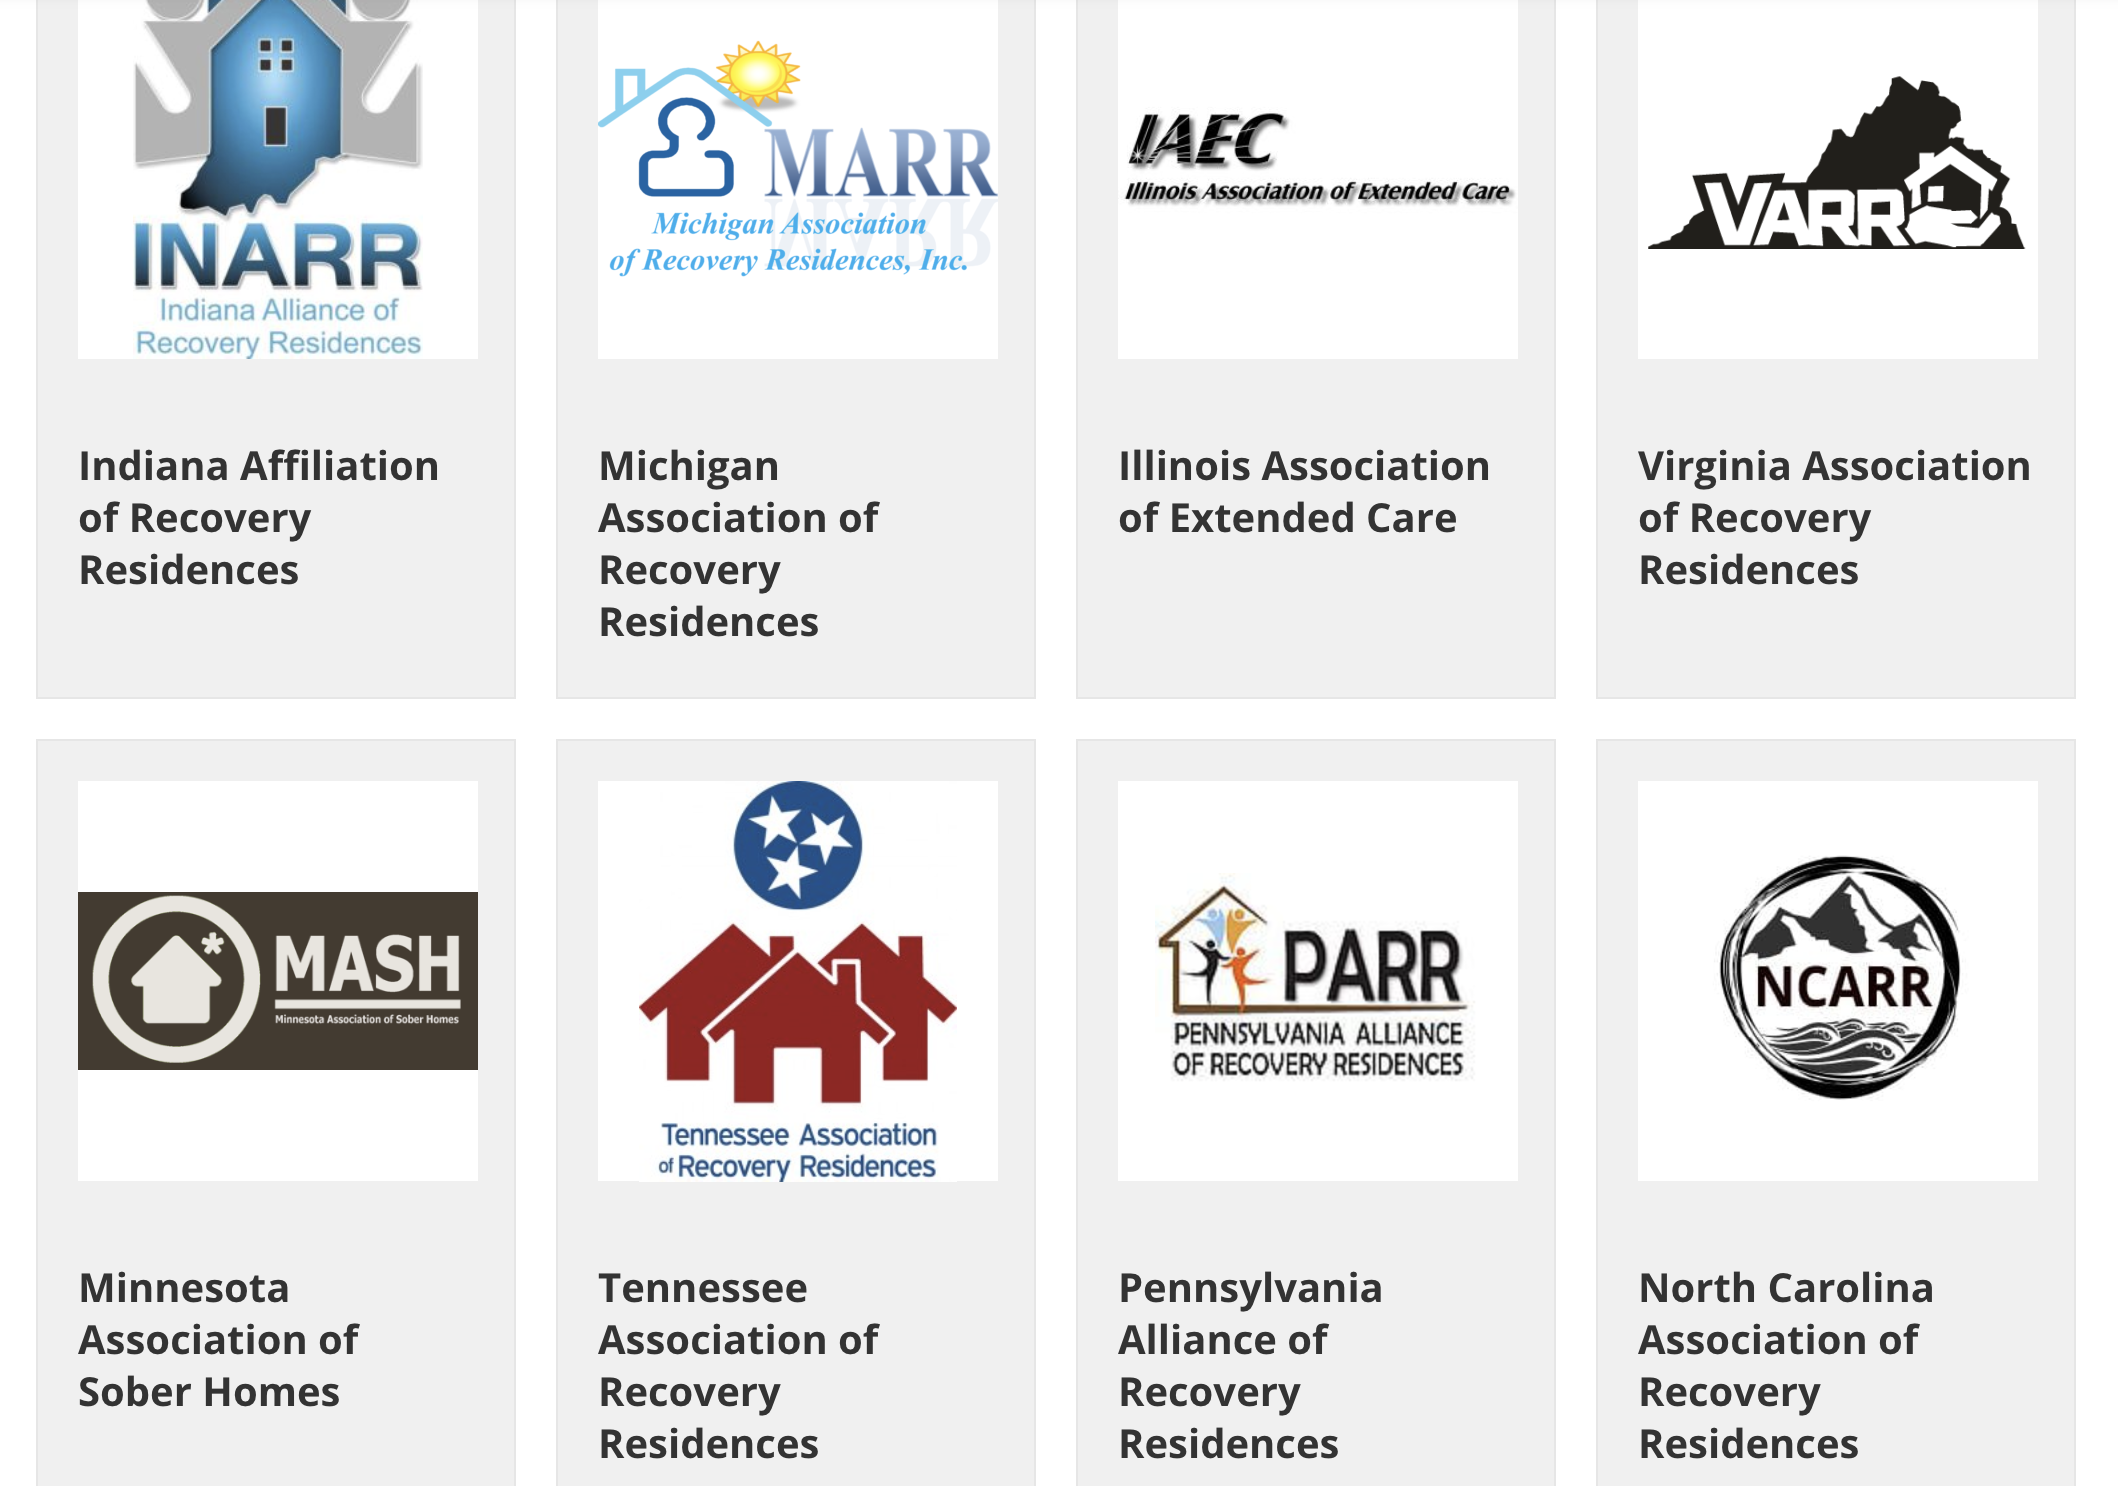 INARR
Indiana Alliance of
Recovery Residences
MARR
Michigan Association
of Recovery Residences, Inc.
IAEC
Illinois Association of Extended Care
VARR
Indiana Affiliation
of Recovery
Residences
Michigan
Association of
Recovery
Residences
Illinois Association
of Extended Care
Virginia Association
of Recovery
Residences
MASH
Minnesota Association of Sober Homes
Tennessee Association
of Recovery Residences
PARR
PENNSYLVANIA ALLIANCE
OF RECOVERY RESIDENCES
NCARR
Minnesota
Association of
Sober Homes
Tennessee
Association of
Recovery
Residences
Pennsylvania
Alliance of
Recovery
Residences
North Carolina
Association of
Recovery
Residences